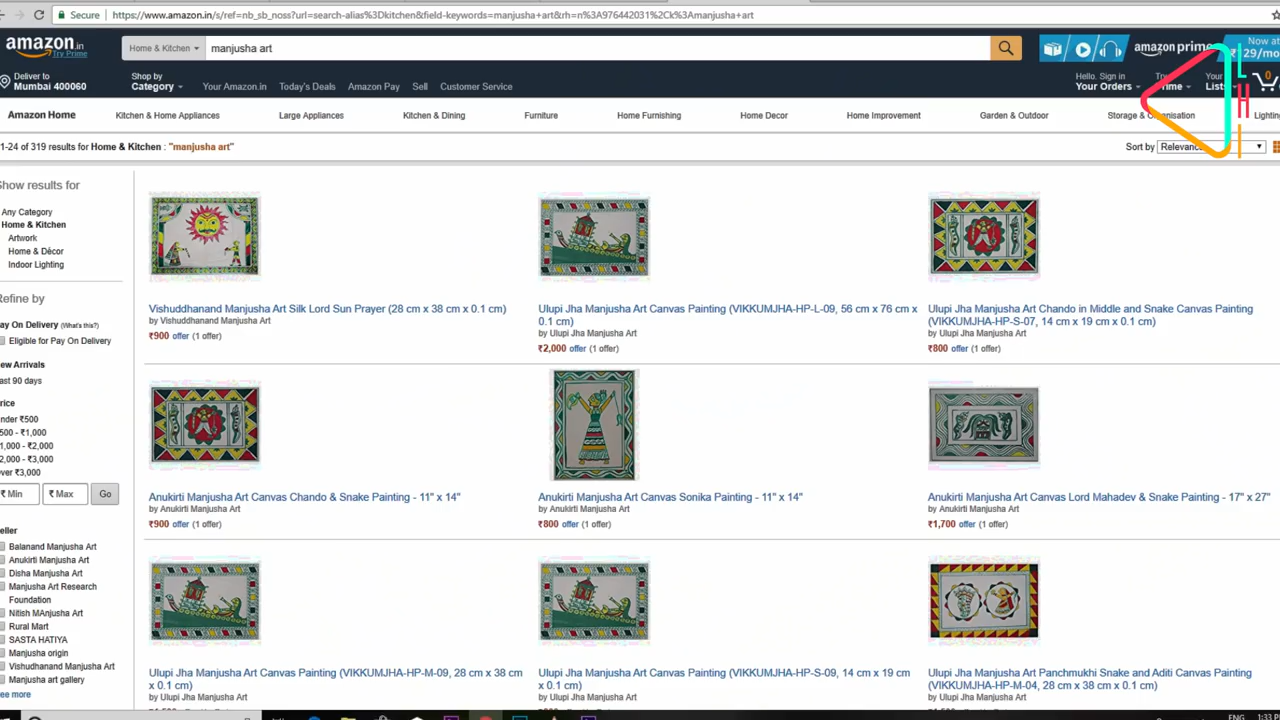 Secure https://www.amazon.in/s/ref=nb_sb_noss?url=search-alias%3Dkitchen&field-keywords=manjusha+art&rh=n%3A976442031%2Ck%3Amanjusha+art
amazon.in
Try Prime
Home & Kitchen
manjusha art
amazon prime
Now at
₹129/mo
Deliver to
Mumbai 400060
Shop by
Category
Your Amazon.in
Today's Deals
Amazon Pay
Sell
Customer Service
Hello. Sign in
Your Orders
Your
Lists
0
LHI
Amazon Home
Kitchen & Home Appliances
Large Appliances
Kitchen & Dining
Furniture
Home Furnishing
Home Decor
Home Improvement
Garden & Outdoor
Storage & Organisation
Lighting
1-24 of 319 results for Home & Kitchen : "manjusha art"
Sort by Relevance
Show results for
Any Category
Home & Kitchen
Artwork
Home & Décor
Indoor Lighting
Refine by
Pay On Delivery (What's this?)
Eligible for Pay On Delivery
New Arrivals
Last 90 days
Price
Under ₹500
₹500 - ₹1,000
₹1,000 - ₹2,000
₹2,000 - ₹3,000
Over ₹3,000
₹ Min
₹ Max
Go
Seller
Balanand Manjusha Art
Anukirti Manjusha Art
Disha Manjusha Art
Manjusha Art Research
Foundation
Nitish MAnjusha Art
Rural Mart
SASTA HATIYA
Manjusha origin
Vishudhanand Manjusha Art
Manjusha art gallery
See more
Vishuddhanand Manjusha Art Silk Lord Sun Prayer (28 cm x 38 cm x 0.1 cm)
by Vishuddhanand Manjusha Art
₹900 offer (1 offer)
Ulupi Jha Manjusha Art Canvas Painting (VIKKUMJHA-HP-L-09, 56 cm x 76 cm x
0.1 cm)
by Ulupi Jha Manjusha Art
₹2,000 offer (1 offer)
Ulupi Jha Manjusha Art Chando in Middle and Snake Canvas Painting
(VIKKUMJHA-HP-S-07, 14 cm x 19 cm x 0.1 cm)
by Ulupi Jha Manjusha Art
₹800 offer (1 offer)
Anukirti Manjusha Art Canvas Chando & Snake Painting - 11" x 14"
by Anukirti Manjusha Art
₹900 offer (1 offer)
Anukirti Manjusha Art Canvas Sonika Painting - 11" x 14"
by Anukirti Manjusha Art
₹800 offer (1 offer)
Anukirti Manjusha Art Canvas Lord Mahadev & Snake Painting - 17" x 27"
by Anukirti Manjusha Art
₹1,700 offer (1 offer)
Ulupi Jha Manjusha Art Canvas Painting (VIKKUMJHA-HP-M-09, 28 cm x 38 cm
x 0.1 cm)
by Ulupi Jha Manjusha Art
Ulupi Jha Manjusha Art Canvas Painting (VIKKUMJHA-HP-S-09, 14 cm x 19 cm
x 0.1 cm)
by Ulupi Jha Manjusha Art
Ulupi Jha Manjusha Art Panchmukhi Snake and Aditi Canvas Painting
(VIKKUMJHA-HP-M-04, 28 cm x 38 cm x 0.1 cm)
by Ulupi Jha Manjusha Art
ENG
1:33 P